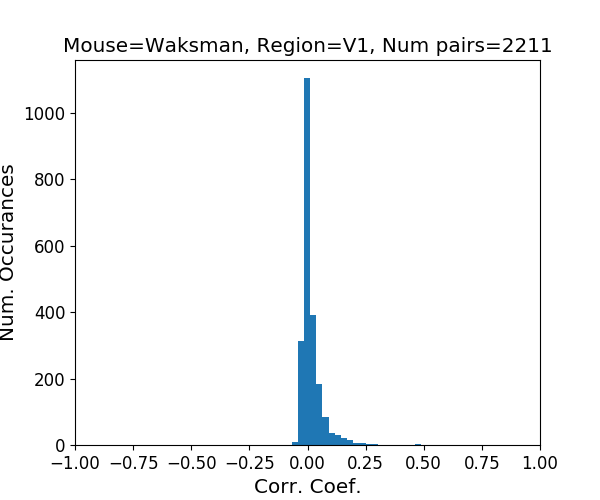 Mouse=Waksman, Region=V1, Num pairs=2211
Num. Occurances
1000
800
600
400
200
0
−1.00 −0.75 −0.50 −0.25 0.00 0.25 0.50 0.75 1.00
Corr. Coef.